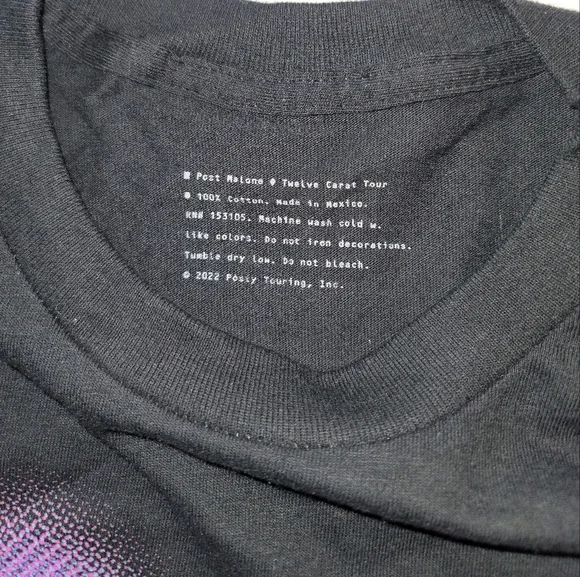 ■ Post Malone ♦ Twelve Carat Tour
● 100% Cotton. Made in Mexico.
RN# 153105. Machine wash cold w.
like colors. Do not iron decorations.
Tumble dry low. Do not bleach.
© 2022 Posty Touring, Inc.